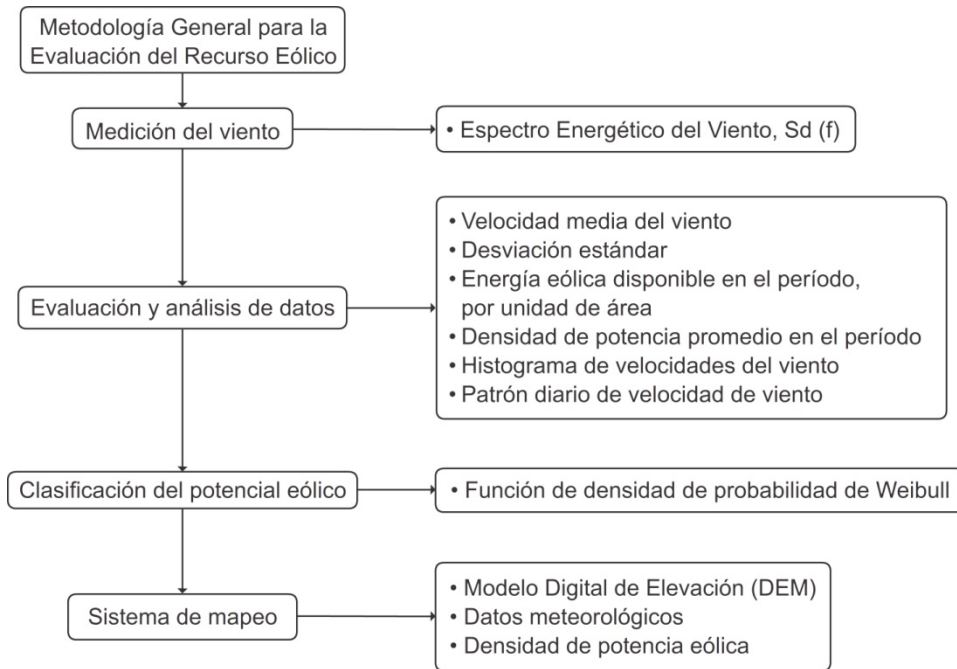 Metodología General para la
Evaluación del Recurso Eólico
Medición del viento
• Espectro Energético del Viento, Sd (f)
• Velocidad media del viento
• Desviación estándar
• Energía eólica disponible en el período,
por unidad de área
• Densidad de potencia promedio en el período
• Histograma de velocidades del viento
• Patrón diario de velocidad de viento
Evaluación y análisis de datos
Clasificación del potencial eólico
• Función de densidad de probabilidad de Weibull
Sistema de mapeo
• Modelo Digital de Elevación (DEM)
• Datos meteorológicos
• Densidad de potencia eólica